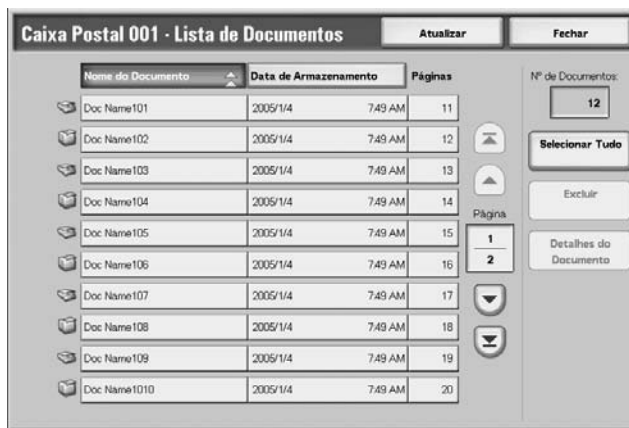 Caixa Postal 001 - Lista de Documentos Atualizar Fechar
Nome do Documento Data de Armazenamento Páginas Nº de Documentos:
Doc Name101 2005/1/4 7:49 AM 11 12
Doc Name102 2005/1/4 7:49 AM 12 Selecionar Tudo
Doc Name103 2005/1/4 7:49 AM 13
Doc Name104 2005/1/4 7:49 AM 14 Excluir
Página
Doc Name105 2005/1/4 7:49 AM 15 1 Detalhes do
Doc Name106 2005/1/4 7:49 AM 16 2 Documento
Doc Name107 2005/1/4 7:49 AM 17
Doc Name108 2005/1/4 7:49 AM 18
Doc Name109 2005/1/4 7:49 AM 19
Doc Name1010 2005/1/4 7:49 AM 20